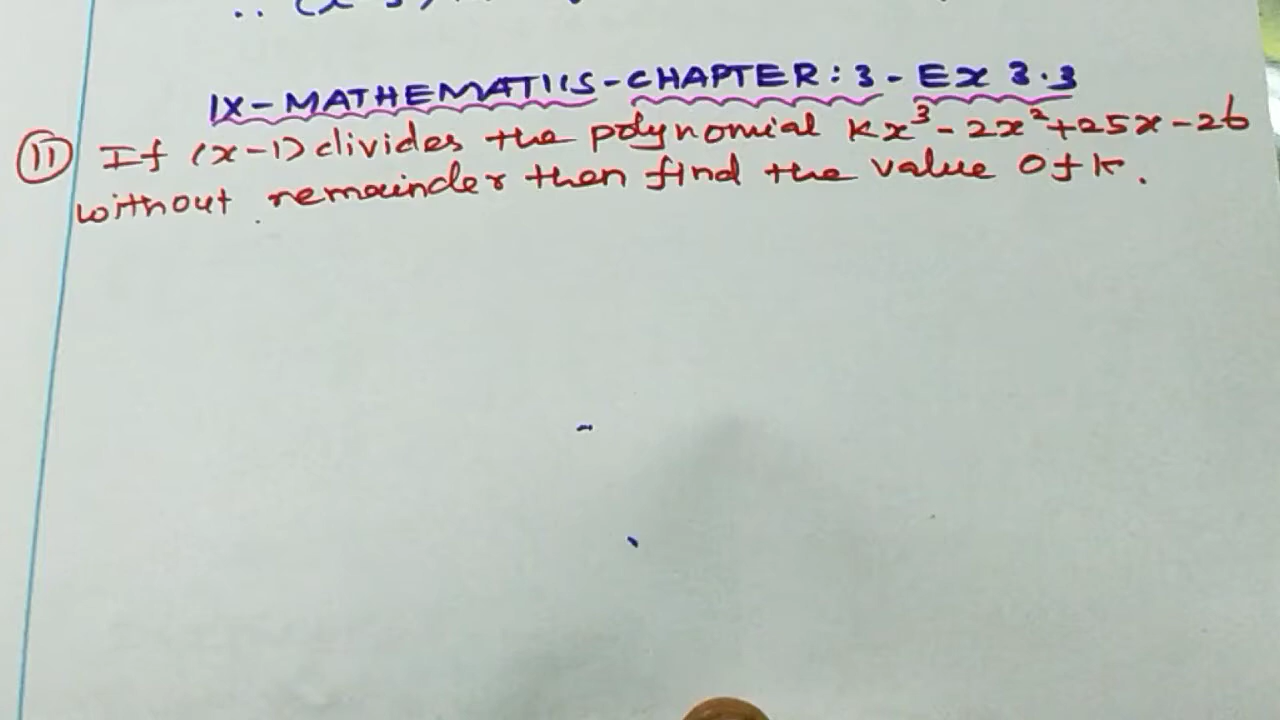 IX-MATHEMATIIS-CHAPTER:3-Ex 3.3
11 If (x-1) divides the polynomial Kx³-2x²+25x-26
without remainder then find the value of k.